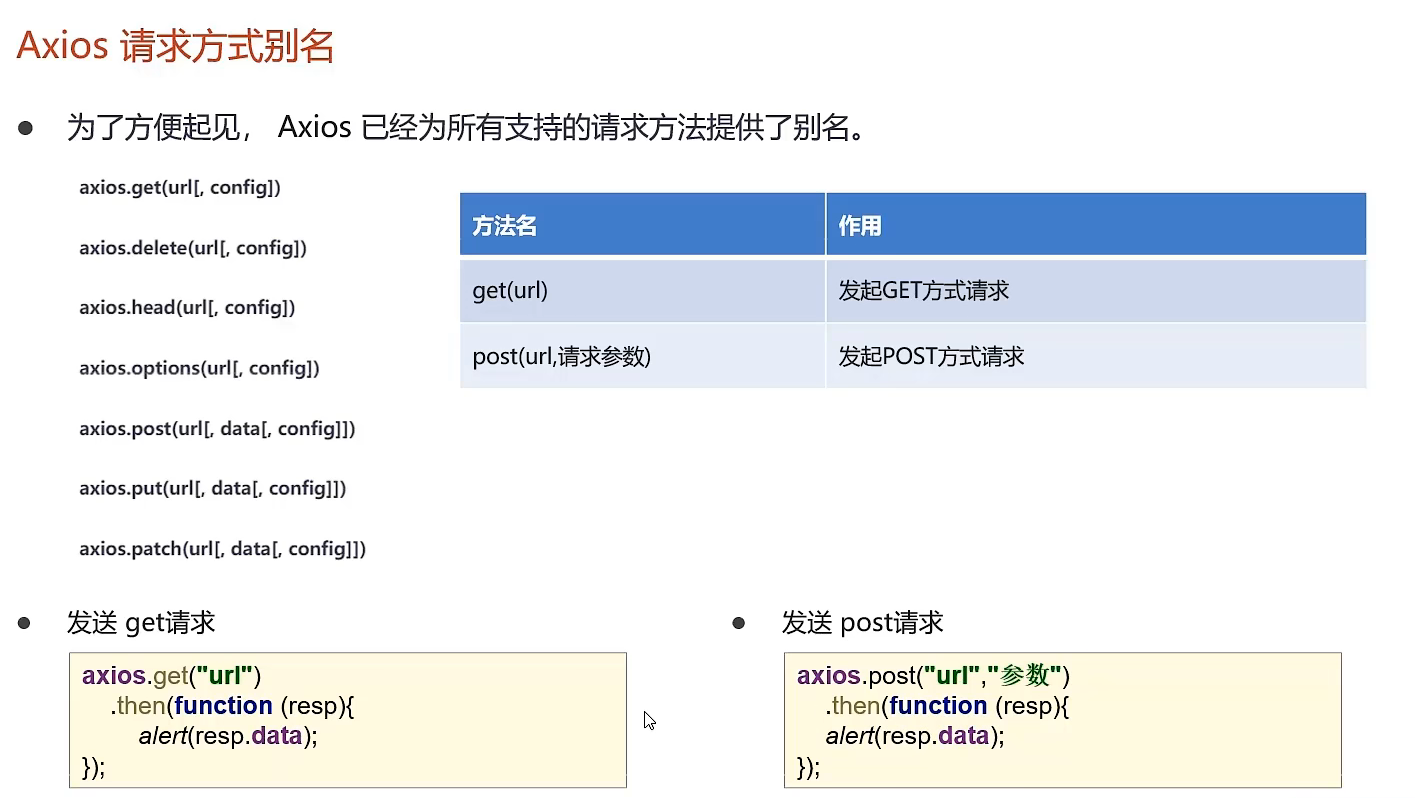 Axios 请求方式别名
为了方便起见， Axios 已经为所有支持的请求方法提供了别名。
axios.get(url[, config])
axios.delete(url[, config])
axios.head(url[, config])
axios.options(url[, config])
axios.post(url[, data[, config]])
axios.put(url[, data[, config]])
axios.patch(url[, data[, config]])
方法名 作用
get(url) 发起GET方式请求
post(url,请求参数) 发起POST方式请求
发送 get请求
axios.get("url")
.then(function (resp){
alert(resp.data);
});
发送 post请求
axios.post("url","参数")
.then(function (resp){
alert(resp.data);
});